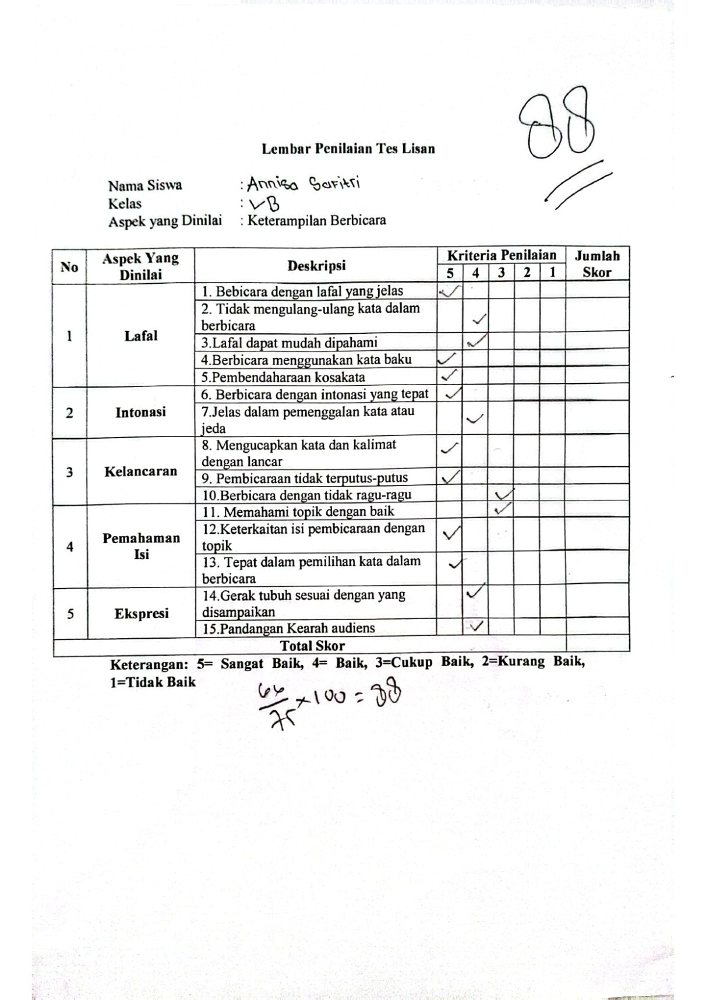 88
Lembar Penilaian Tes Lisan
Nama Siswa : Annisa Safitri
Kelas : VB
Aspek yang Dinilai : Keterampilan Berbicara
No Aspek Yang Dinilai Deskripsi Kriteria Penilaian Jumlah Skor
5 4 3 2 1
1 Lafal
1. Bebicara dengan lafal yang jelas ✓
2. Tidak mengulang-ulang kata dalam
berbicara ✓
3.Lafal dapat mudah dipahami ✓
4.Berbicara menggunakan kata baku ✓
5.Pembendaharaan kosakata ✓
2 Intonasi
6. Berbicara dengan intonasi yang tepat ✓
7.Jelas dalam pemenggalan kata atau
jeda ✓
3 Kelancaran
8. Mengucapkan kata dan kalimat
dengan lancar ✓
9. Pembicaraan tidak terputus-putus ✓
10.Berbicara dengan tidak ragu-ragu ✓
4 Pemahaman Isi
11. Memahami topik dengan baik ✓
12.Keterkaitan isi pembicaraan dengan
topik ✓
13. Tepat dalam pemilihan kata dalam
berbicara ✓
5 Ekspresi
14.Gerak tubuh sesuai dengan yang
disampaikan ✓
15.Pandangan Kearah audiens ✓
Total Skor
Keterangan: 5= Sangat Baik, 4= Baik, 3=Cukup Baik, 2=Kurang Baik,
1=Tidak Baik
66/75 × 100 = 88